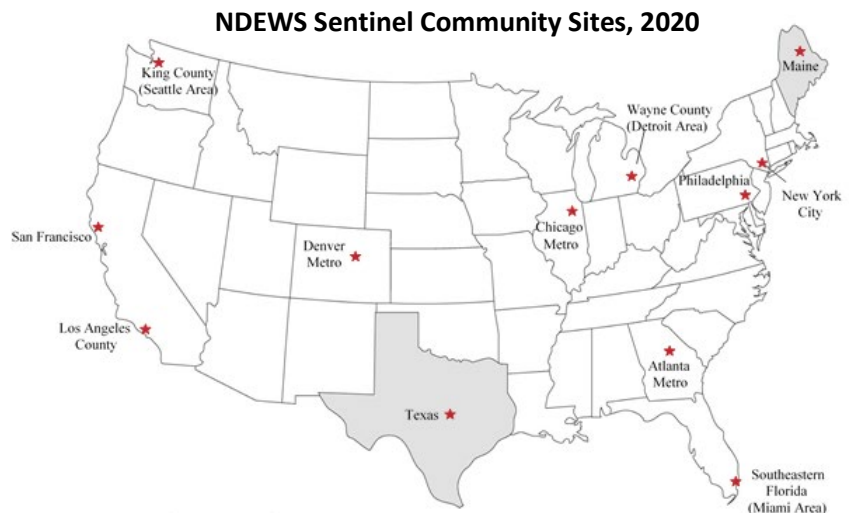 NDEWS Sentinel Community Sites, 2020
King County
(Seattle Area)
Maine
Wayne County
(Detroit Area)
Philadelphia
New York
City
San Francisco
Denver
Metro
Chicago
Metro
Los Angeles
County
Atlanta
Metro
Texas
Southeastern
Florida
(Miami Area)